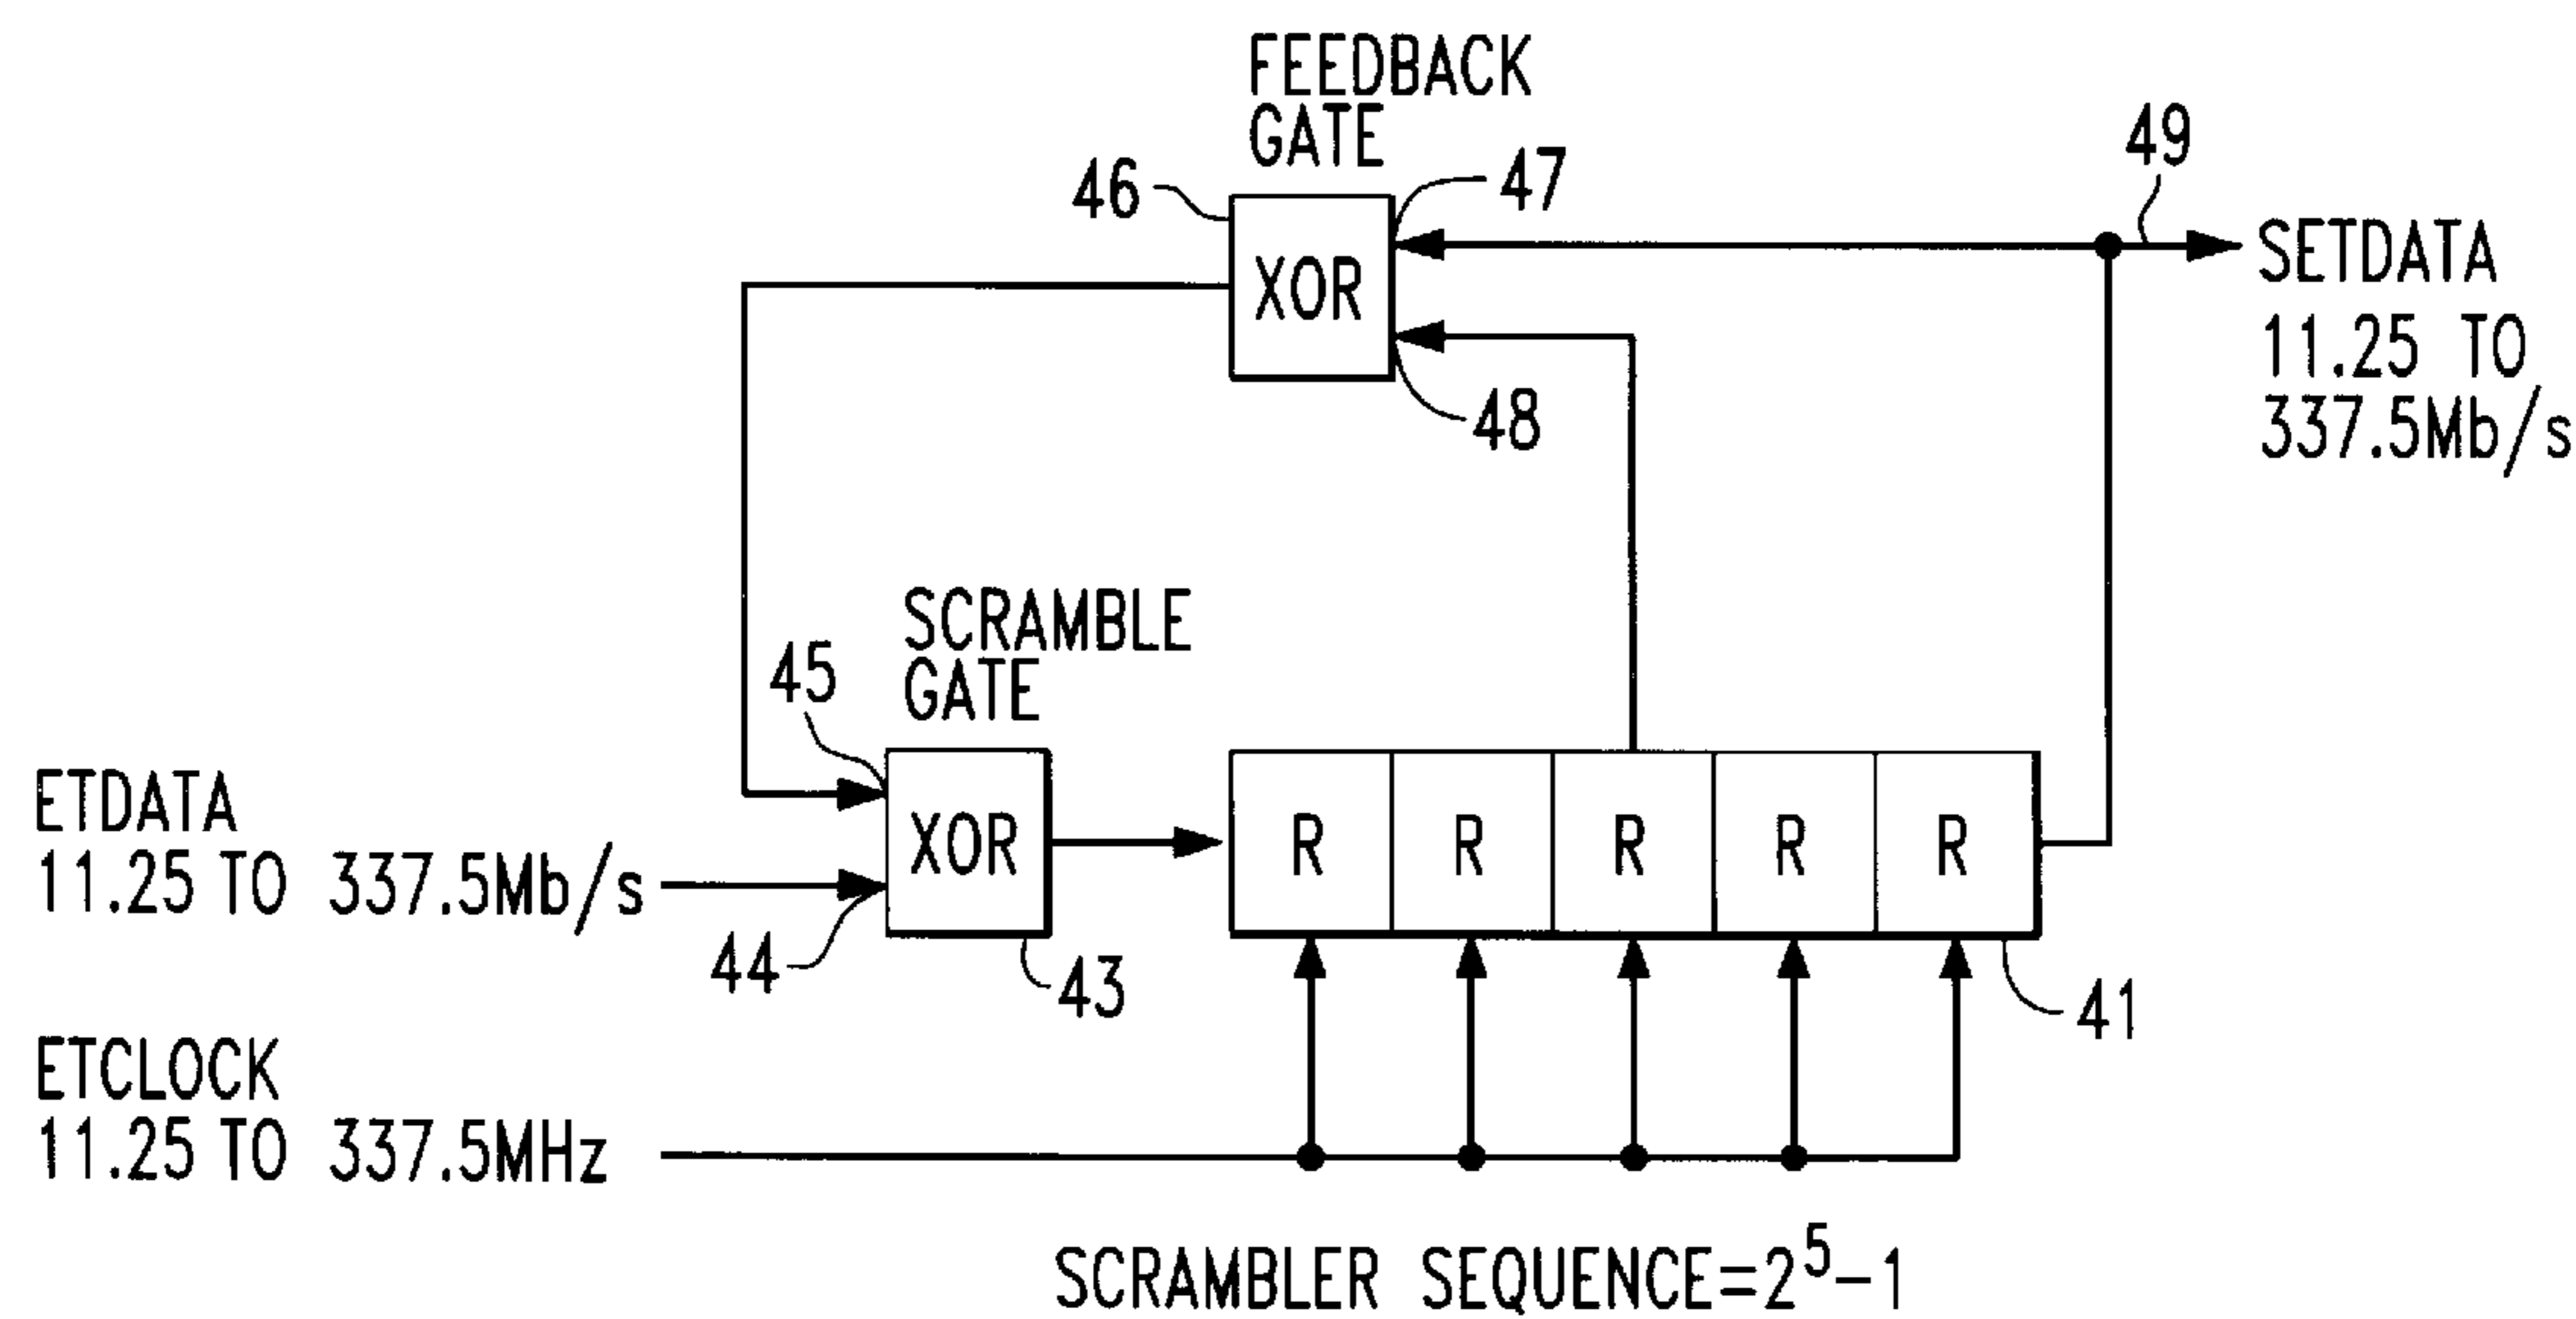 FEEDBACK
GATE
46
47
49
XOR
48
SETDATA
11.25 TO
337.5Mb/s
SCRAMBLE
GATE
45
ETDATA
11.25 TO 337.5Mb/s
44
XOR
43
R R R R R
41
ETCLOCK
11.25 TO 337.5MHz
SCRAMBLER SEQUENCE=2⁵-1